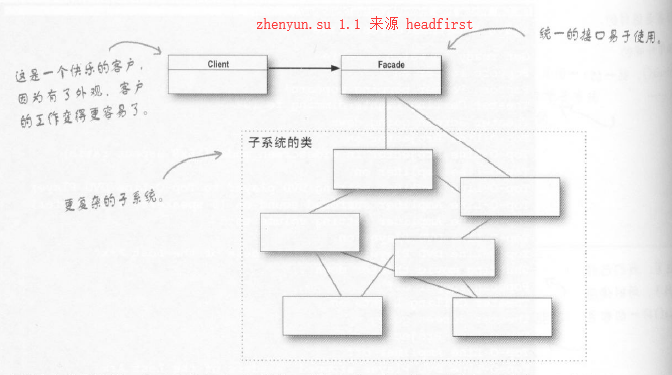 zhenyun.su 1.1 来源 headfirst
统一的接口易于使用。
这是一个快乐的客户，
因为有了外观，客户
的工作变得更容易了。
Client
Facade
子系统的类
更复杂的子系统。